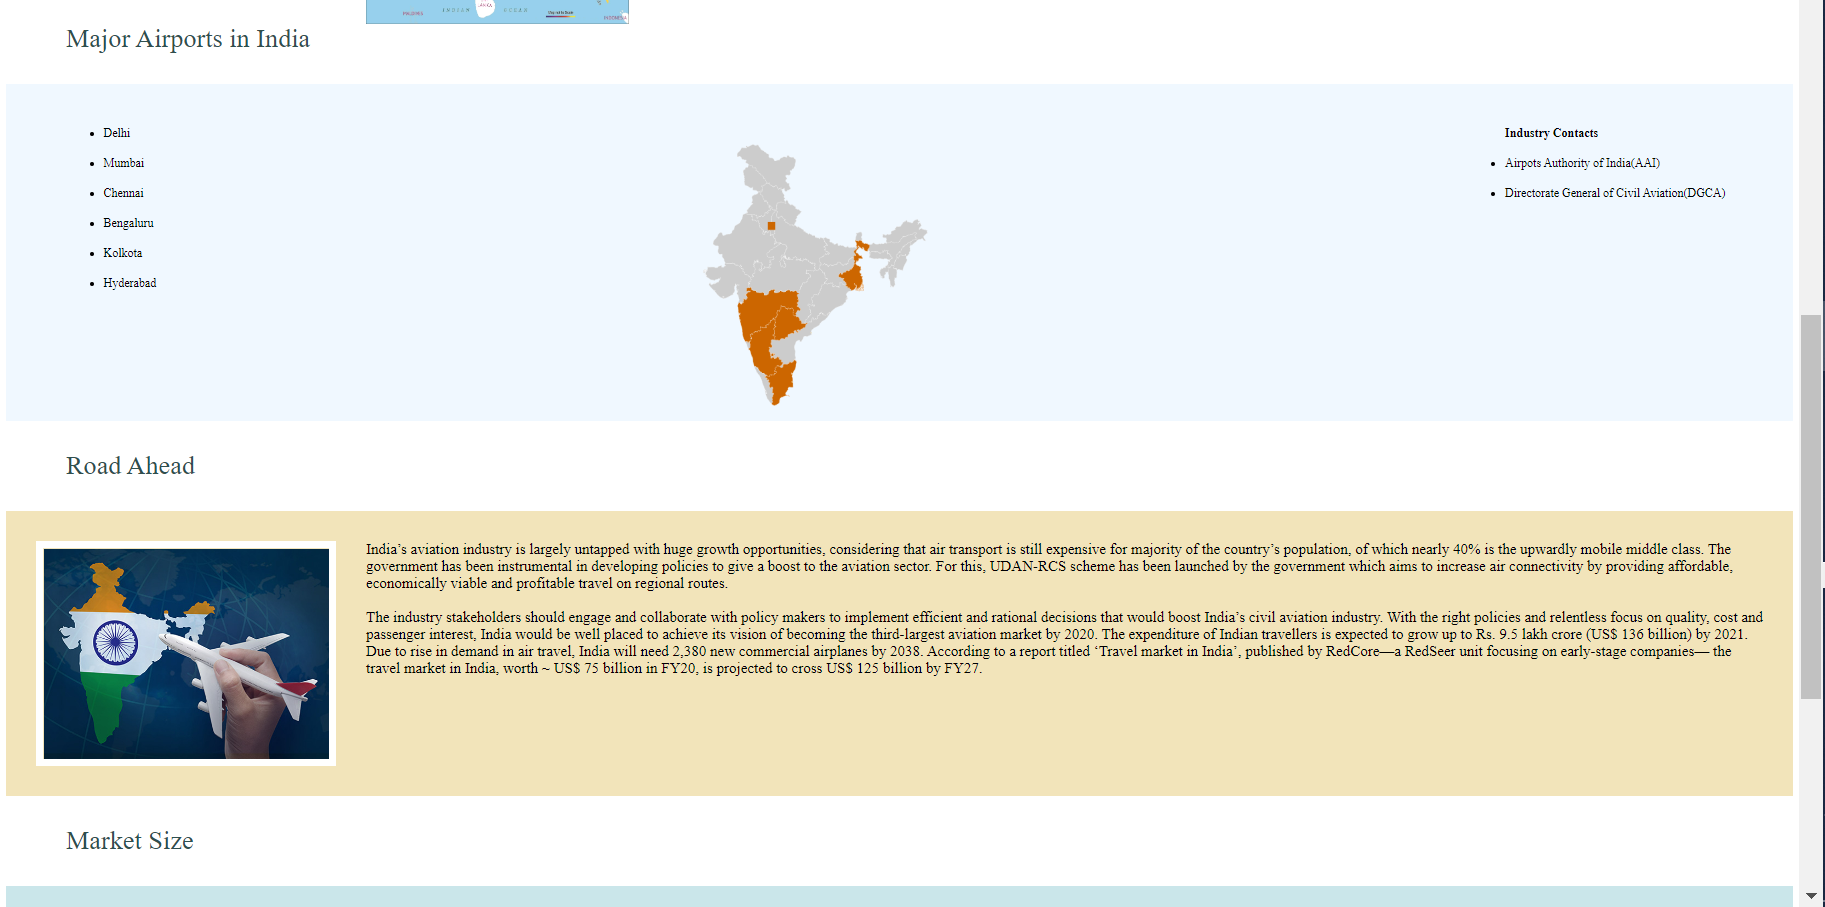 INDIAN OCEAN
MALDIVES
INDONESIA
Major Airports in India
Delhi
Mumbai
Chennai
Bengaluru
Kolkota
Hyderabad
Industry Contacts
Airpots Authority of India(AAI)
Directorate General of Civil Aviation(DGCA)
Road Ahead
India’s aviation industry is largely untapped with huge growth opportunities, considering that air transport is still expensive for majority of the country’s population, of which nearly 40% is the upwardly mobile middle class. The
government has been instrumental in developing policies to give a boost to the aviation sector. For this, UDAN-RCS scheme has been launched by the government which aims to increase air connectivity by providing affordable,
economically viable and profitable travel on regional routes.
The industry stakeholders should engage and collaborate with policy makers to implement efficient and rational decisions that would boost India’s civil aviation industry. With the right policies and relentless focus on quality, cost and
passenger interest, India would be well placed to achieve its vision of becoming the third-largest aviation market by 2020. The expenditure of Indian travellers is expected to grow up to Rs. 9.5 lakh crore (US$ 136 billion) by 2021.
Due to rise in demand in air travel, India will need 2,380 new commercial airplanes by 2038. According to a report titled ‘Travel market in India’, published by RedCore—a RedSeer unit focusing on early-stage companies— the
travel market in India, worth ~ US$ 75 billion in FY20, is projected to cross US$ 125 billion by FY27.
Market Size